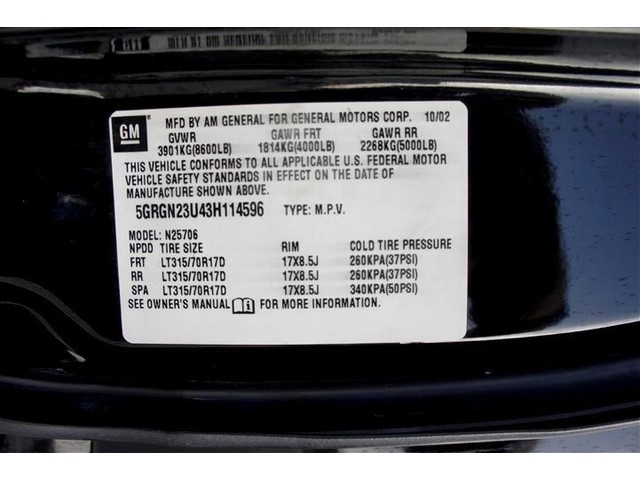 GM
MFD BY AM GENERAL FOR GENERAL MOTORS CORP. 10/02
GVWR GAWR FRT GAWR RR
3901KG(8600LB) 1814KG(4000LB) 2268KG(5000LB)
THIS VEHICLE CONFORMS TO ALL APPLICABLE U.S. FEDERAL MOTOR
VEHICLE SAFETY STANDARDS IN EFFECT ON THE DATE OF
MANUFACTURE SHOWN ABOVE.
5GRGN23U43H114596 TYPE: M.P.V.
MODEL: N25706
NPDD TIRE SIZE RIM COLD TIRE PRESSURE
FRT LT315/70R17D 17X8.5J 260KPA(37PSI)
RR LT315/70R17D 17X8.5J 260KPA(37PSI)
SPA LT315/70R17D 17X8.5J 340KPA(50PSI)
SEE OWNER'S MANUAL FOR MORE INFORMATION.